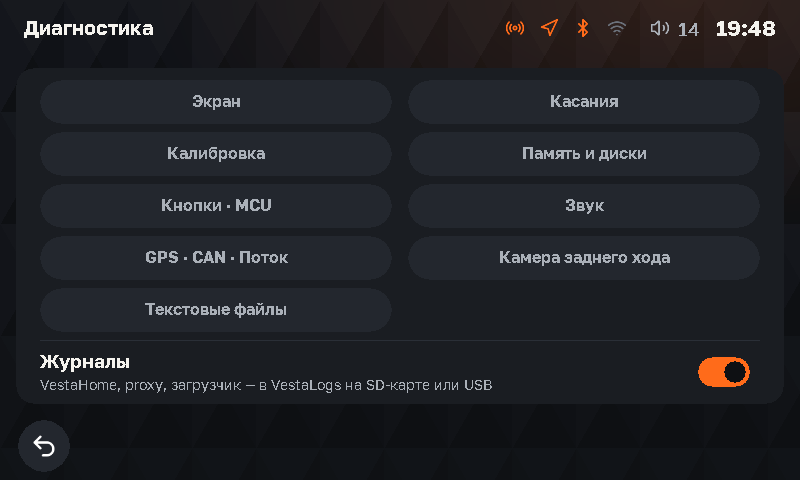 Диагностика
14 19:48
Экран
Касания
Калибровка
Память и диски
Кнопки · MCU
Звук
GPS · CAN · Поток
Камера заднего хода
Текстовые файлы
Журналы
VestaHome, proxy, загрузчик — в VestaLogs на SD-карте или USB